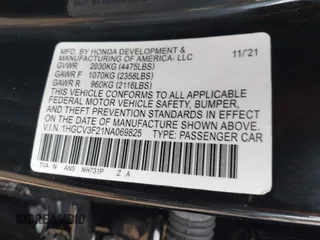 MFD. BY HONDA DEVELOPMENT &
MANUFACTURING OF AMERICA, LLC 11/'21
GVWR 2030KG (4475LBS)
GAWR F 1070KG (2358LBS)
GAWR R 960KG (2116LBS)
THIS VEHICLE CONFORMS TO ALL APPLICABLE
FEDERAL MOTOR VEHICLE SAFETY, BUMPER,
AND THEFT PREVENTION STANDARDS IN EFFECT
ON THE DATE OF MANUFACTURE SHOWN ABOVE.
V.I.N.: 1HGCV3F21NA069825 TYPE: PASSENGER CAR
TVA N AN5 NH731P Z A